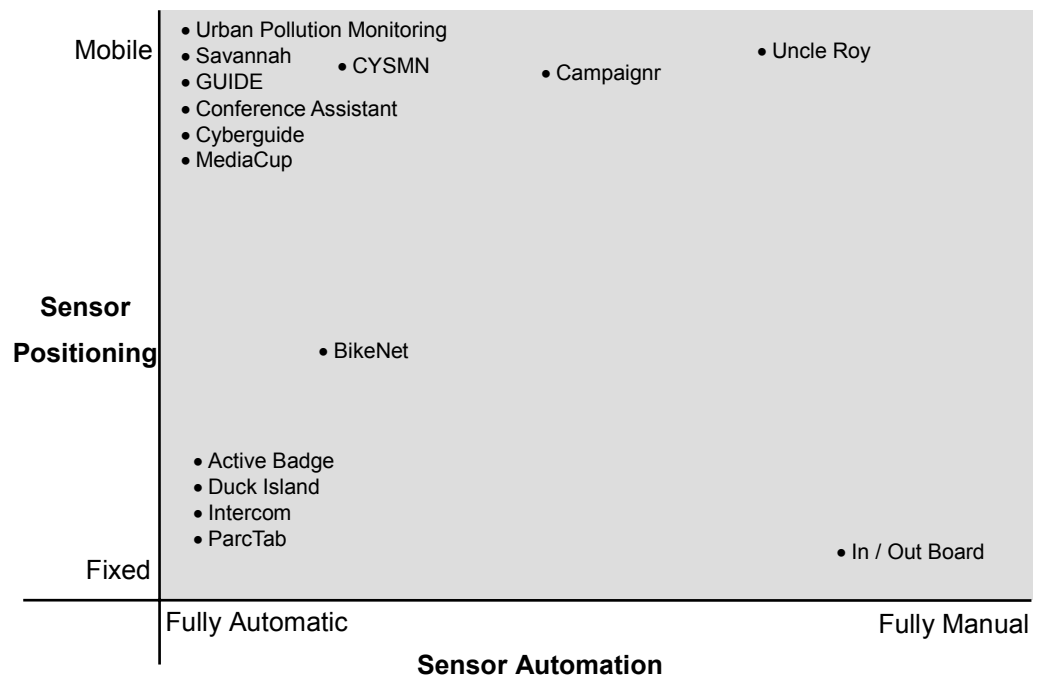 Mobile
• Urban Pollution Monitoring
• Savannah
• GUIDE
• Conference Assistant
• Cyberguide
• MediaCup
• CYSMN
• Campaignr
• Uncle Roy
Sensor
Positioning
• BikeNet
• Active Badge
• Duck Island
• Intercom
• ParcTab
• In / Out Board
Fixed
Fully Automatic
Fully Manual
Sensor Automation